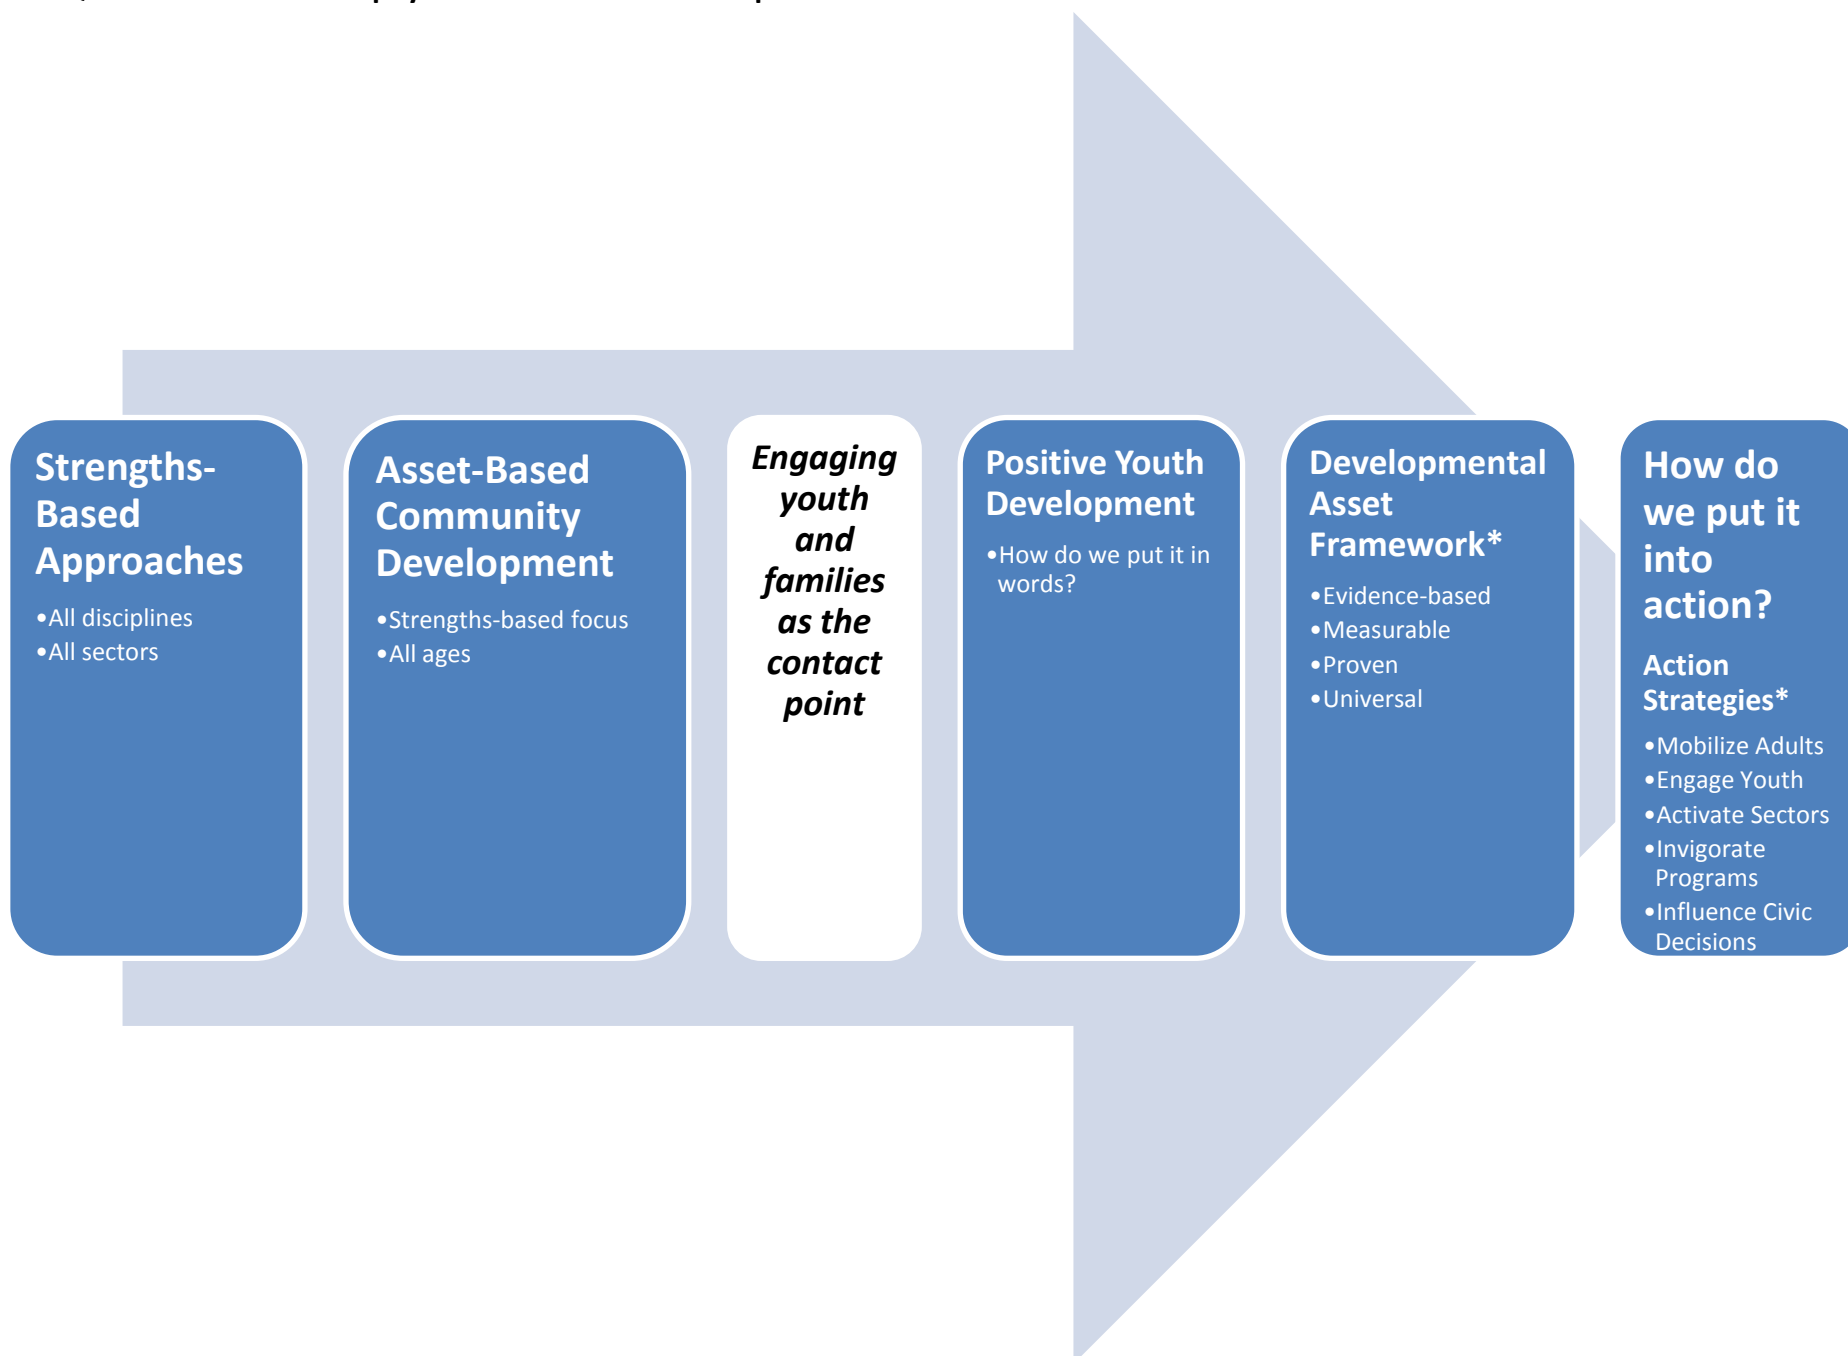 Strengths-
Based
Approaches
•All disciplines
•All sectors
Asset-Based
Community
Development
•Strengths-based focus
•All ages
Engaging
youth
and
families
as the
contact
point
Positive Youth
Development
•How do we put it in
words?
Developmental
Asset
Framework*
•Evidence-based
•Measurable
•Proven
•Universal
How do
we put it
into
action?
Action
Strategies*
•Mobilize Adults
•Engage Youth
•Activate Sectors
•Invigorate
Programs
•Influence Civic
Decisions